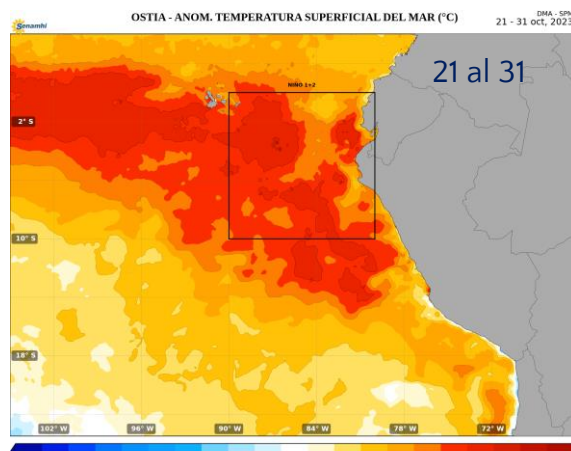 Senamhi
OSTIA - ANOM. TEMPERATURA SUPERFICIAL DEL MAR (°C)
DMA - SPM
21 - 31 oct, 2023
21 al 31
NIÑO 1+2
2° S
10° S
18° S
102° W
96° W
90° W
84° W
78° W
72° W